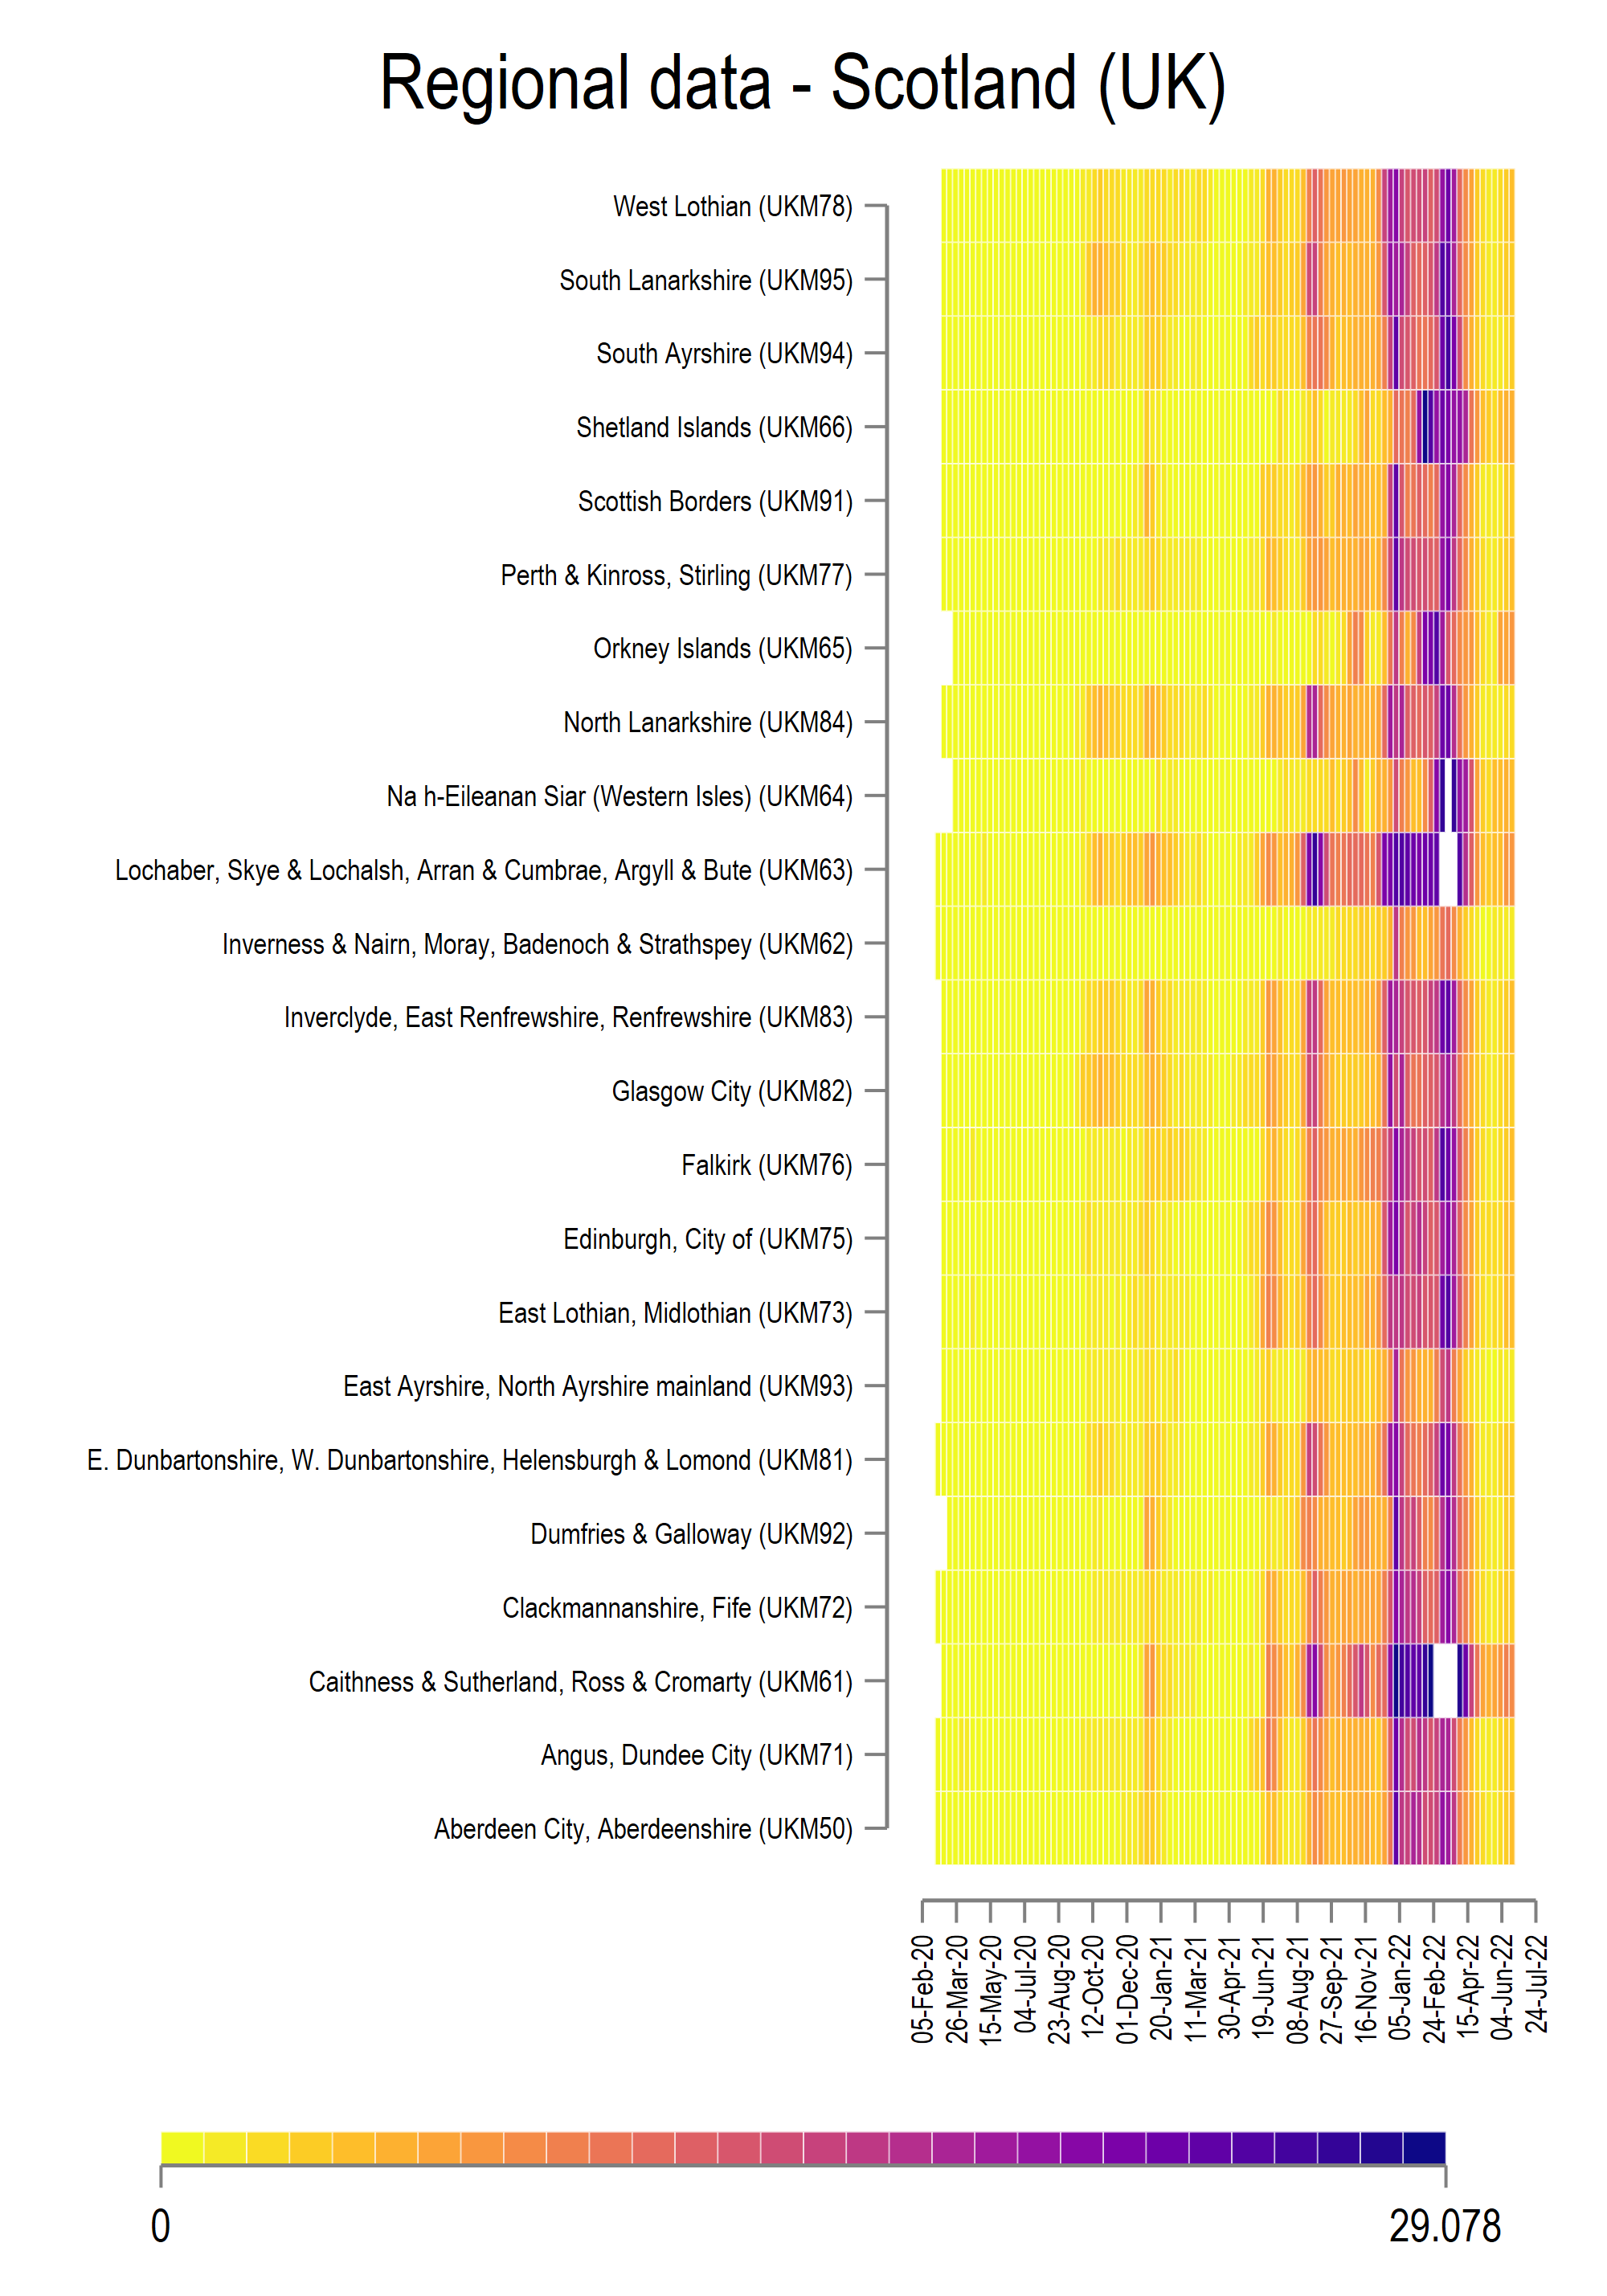 Regional data - Scotland (UK)
West Lothian (UKM78)
South Lanarkshire (UKM95)
South Ayrshire (UKM94)
Shetland Islands (UKM66)
Scottish Borders (UKM91)
Perth & Kinross, Stirling (UKM77)
Orkney Islands (UKM65)
North Lanarkshire (UKM84)
Na h-Eileanan Siar (Western Isles) (UKM64)
Lochaber, Skye & Lochalsh, Arran & Cumbrae, Argyll & Bute (UKM63)
Inverness & Nairn, Moray, Badenoch & Strathspey (UKM62)
Inverclyde, East Renfrewshire, Renfrewshire (UKM83)
Glasgow City (UKM82)
Falkirk (UKM76)
Edinburgh, City of (UKM75)
East Lothian, Midlothian (UKM73)
East Ayrshire, North Ayrshire mainland (UKM93)
E. Dunbartonshire, W. Dunbartonshire, Helensburgh & Lomond (UKM81)
Dumfries & Galloway (UKM92)
Clackmannanshire, Fife (UKM72)
Caithness & Sutherland, Ross & Cromarty (UKM61)
Angus, Dundee City (UKM71)
Aberdeen City, Aberdeenshire (UKM50)
05-Feb-20
26-Mar-20
15-May-20
04-Jul-20
23-Aug-20
12-Oct-20
01-Dec-20
20-Jan-21
11-Mar-21
30-Apr-21
19-Jun-21
08-Aug-21
27-Sep-21
16-Nov-21
05-Jan-22
24-Feb-22
15-Apr-22
04-Jun-22
24-Jul-22
0
29.078